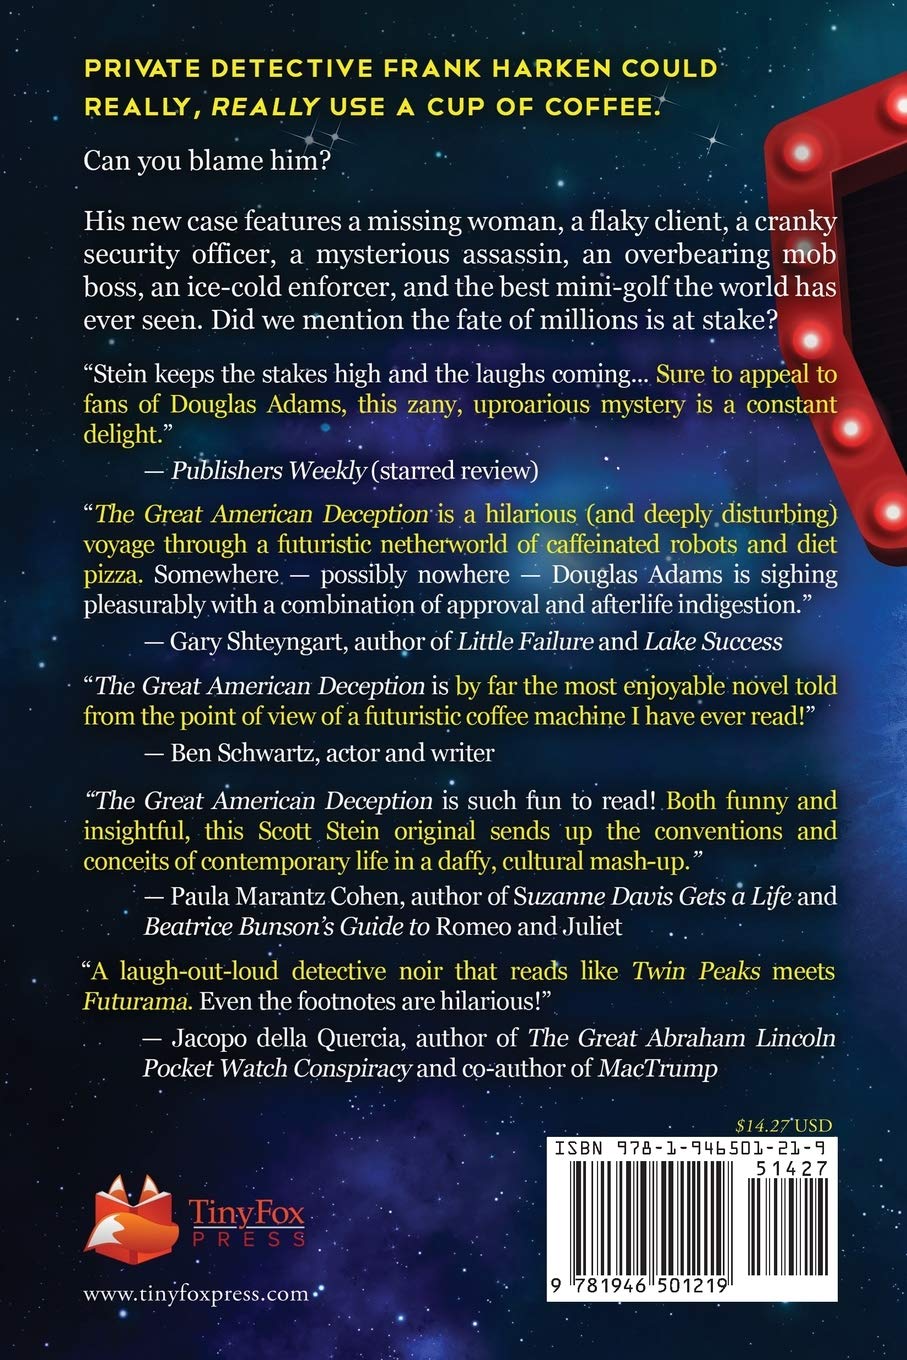 PRIVATE DETECTIVE FRANK HARKEN COULD
REALLY, REALLY USE A CUP OF COFFEE.
Can you blame him?
His new case features a missing woman, a flaky client, a cranky
security officer, a mysterious assassin, an overbearing mob
boss, an ice-cold enforcer, and the best mini-golf the world has
ever seen. Did we mention the fate of millions is at stake?
“Stein keeps the stakes high and the laughs coming... Sure to appeal to
fans of Douglas Adams, this zany, uproarious mystery is a constant
delight.”
— Publishers Weekly (starred review)
“The Great American Deception is a hilarious (and deeply disturbing)
voyage through a futuristic netherworld of caffeinated robots and diet
pizza. Somewhere — possibly nowhere — Douglas Adams is sighing
pleasurably with a combination of approval and afterlife indigestion.”
— Gary Shteyngart, author of Little Failure and Lake Success
“The Great American Deception is by far the most enjoyable novel told
from the point of view of a futuristic coffee machine I have ever read!”
— Ben Schwartz, actor and writer
“The Great American Deception is such fun to read! Both funny and
insightful, this Scott Stein original sends up the conventions and
conceits of contemporary life in a daffy, cultural mash-up.”
— Paula Marantz Cohen, author of Suzanne Davis Gets a Life and
Beatrice Bunson’s Guide to Romeo and Juliet
“A laugh-out-loud detective noir that reads like Twin Peaks meets
Futurama. Even the footnotes are hilarious!”
— Jacopo della Quercia, author of The Great Abraham Lincoln
Pocket Watch Conspiracy and co-author of MacTrump
$14.27 USD
ISBN 978-1-946501-21-9
51427
9 781946 501219
TinyFox
PRESS
www.tinyfoxpress.com